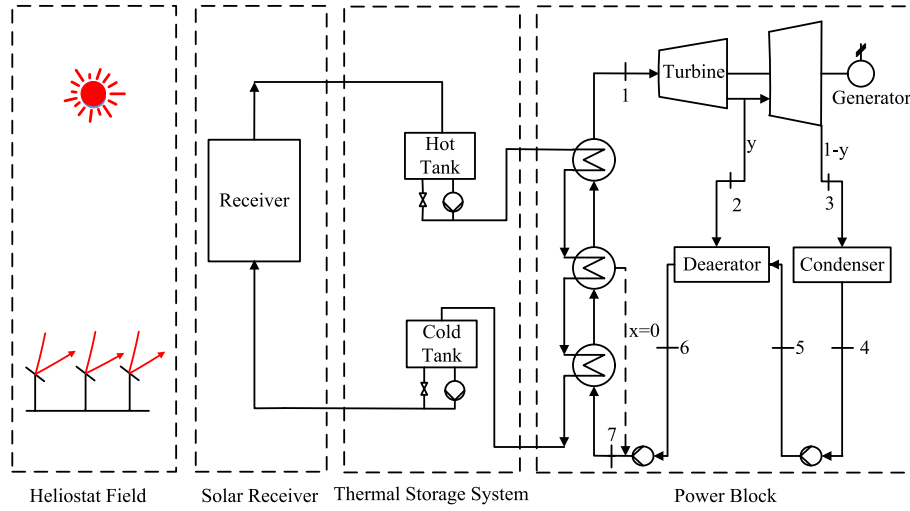 Turbine
1
Generator
y
1-y
Hot
Tank
Receiver
2
3
Deaerator
Condenser
Cold
Tank
x=0
6
5
4
7
Heliostat Field
Solar Receiver
Thermal Storage System
Power Block